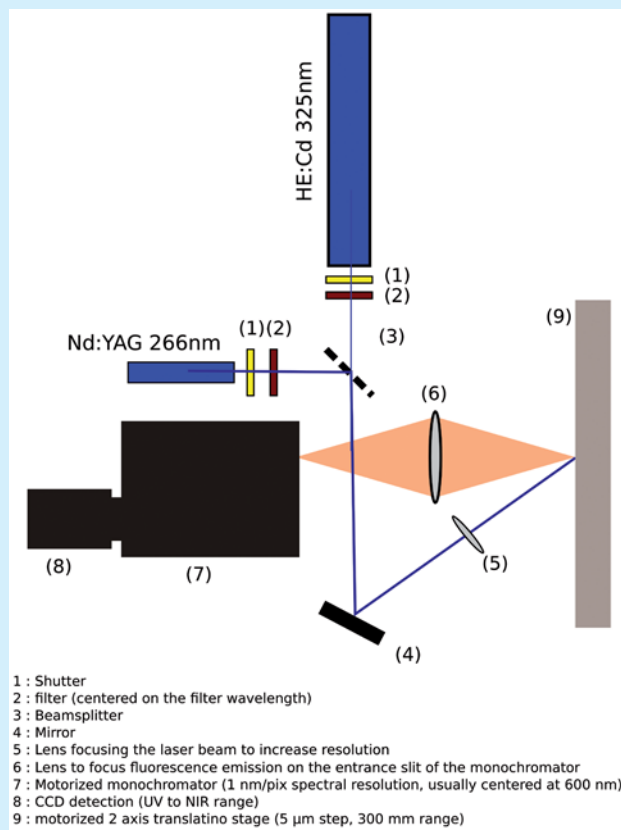 HE:Cd 325nm
(1)
(2)
(3)
(9)
(1) (2)
Nd:YAG 266nm
(6)
(5)
(8)
(7)
(4)
1 : Shutter
2 : filter (centered on the filter wavelength)
3 : Beamsplitter
4 : Mirror
5 : Lens focusing the laser beam to increase resolution
6 : Lens to focus fluorescence emission on the entrance slit of the monochromator
7 : Motorized monochromator (1 nm/pix spectral resolution, usually centered at 600 nm)
8 : CCD detection (UV to NIR range)
9 : motorized 2 axis translatino stage (5 µm step, 300 mm range)